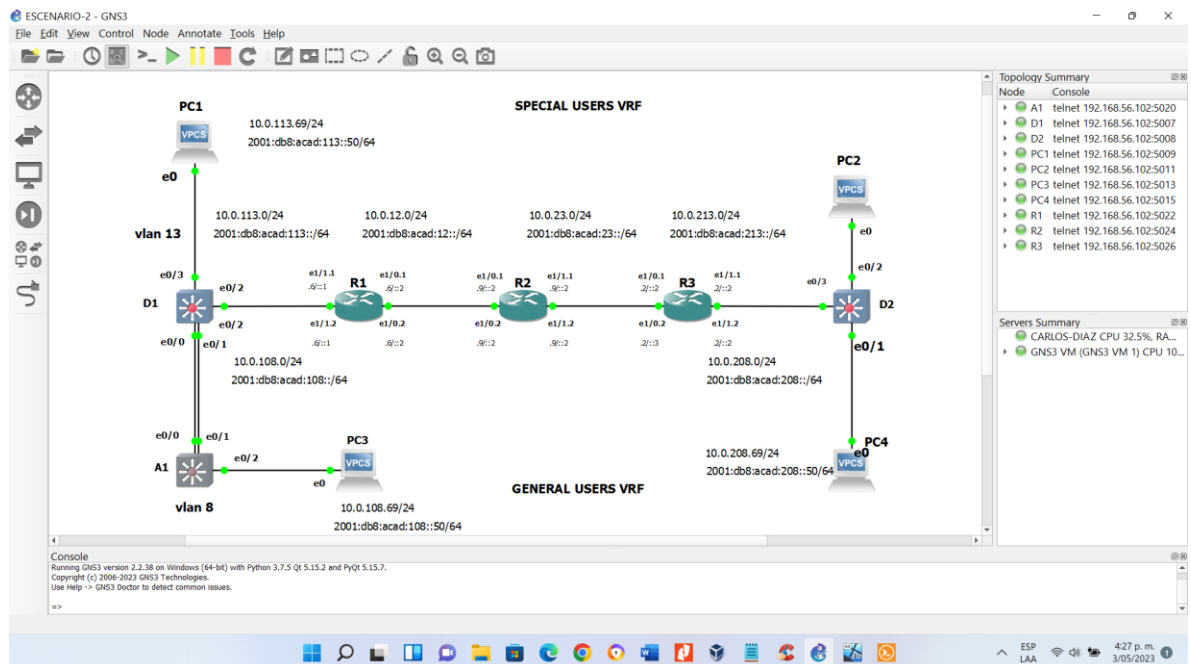 ESCENARIO-2 - GNS3
File Edit View Control Node Annotate Tools Help
PC1
SPECIAL USERS VRF
10.0.113.69/24
VPCS
2001:db8:acad:113::50/64
PC2
e0
VPCS
10.0.113.0/24 10.0.12.0/24 10.0.23.0/24 10.0.213.0/24
vlan 13 2001:db8:acad:113::/64 2001:db8:acad:12::/64 2001:db8:acad:23::/64 2001:db8:acad:213::/64
e0
e0/3 e0/2
e0/2 e1/1.1 R1 e1/0.1 e1/0.1 R2 e1/1.1 e1/0.1 R3 e1/1.1 e0/3
.6/::1 .6/::2 .9/::2 .9/::2 .2/::2 .2/::2
D1 D2
e0/2 e1/1.2 e1/0.2 e1/0.2 e1/1.2 e1/0.2 e1/1.2
e0/0 e0/1 .6/::1 .6/::2 .9/::2 .9/::2 .2/::3 .2/::2 e0/1
10.0.108.0/24 10.0.208.0/24
2001:db8:acad:108::/64 2001:db8:acad:208::/64
e0/0 e0/1 PC3 PC4
e0/2 VPCS 10.0.208.69/24 e0
A1 e0 2001:db8:acad:208::50/64 VPCS
vlan 8 GENERAL USERS VRF
10.0.108.69/24
2001:db8:acad:108::50/64
Topology Summary
Node Console
A1 telnet 192.168.56.102:5020
D1 telnet 192.168.56.102:5007
D2 telnet 192.168.56.102:5008
PC1 telnet 192.168.56.102:5009
PC2 telnet 192.168.56.102:5011
PC3 telnet 192.168.56.102:5013
PC4 telnet 192.168.56.102:5015
R1 telnet 192.168.56.102:5022
R2 telnet 192.168.56.102:5024
R3 telnet 192.168.56.102:5026
Servers Summary
CARLOS-DIAZ CPU 32.5%, RA...
GNS3 VM (GNS3 VM 1) CPU 10...
Console
Running GNS3 version 2.2.38 on Windows (64-bit) with Python 3.7.5 Qt 5.15.2 and PyQt 5.15.7.
Copyright (c) 2006-2023 GNS3 Technologies.
Use Help -> GNS3 Doctor to detect common issues.
=>
ESP
LAA
4:27 p. m.
3/05/2023
1